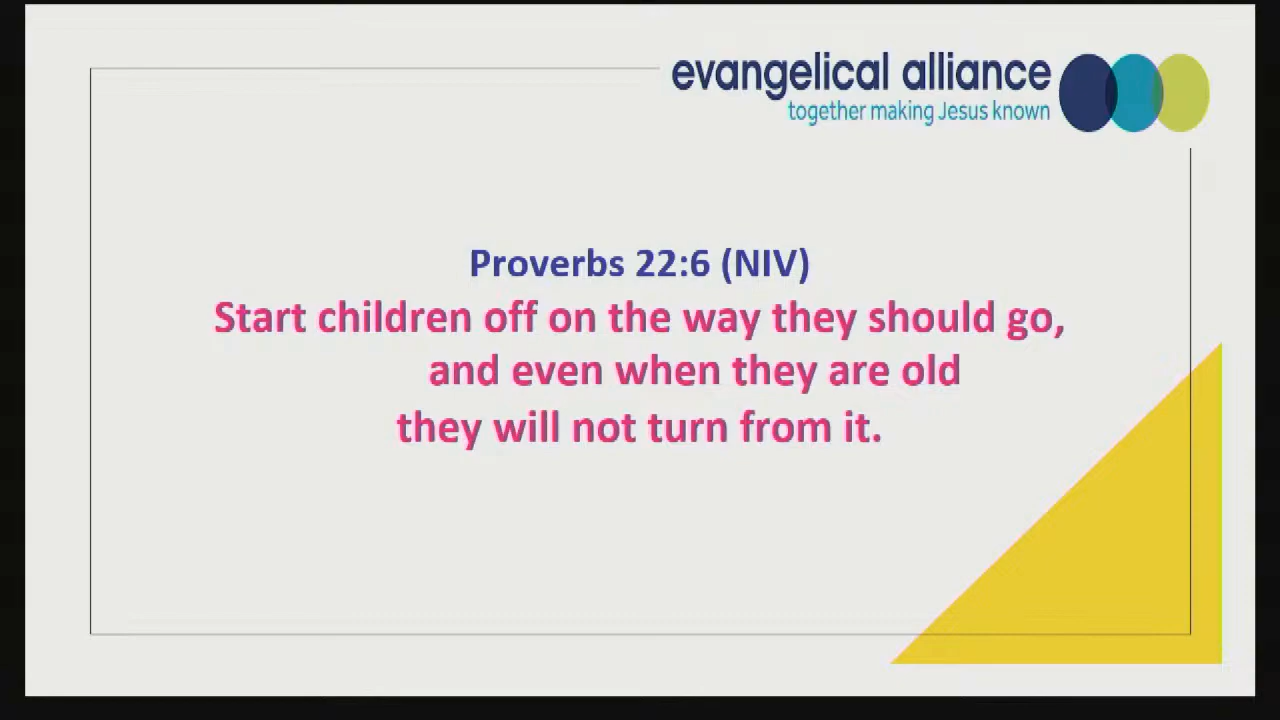 evangelical alliance
together making Jesus known
Proverbs 22:6 (NIV)
Start children off on the way they should go,
and even when they are old
they will not turn from it.